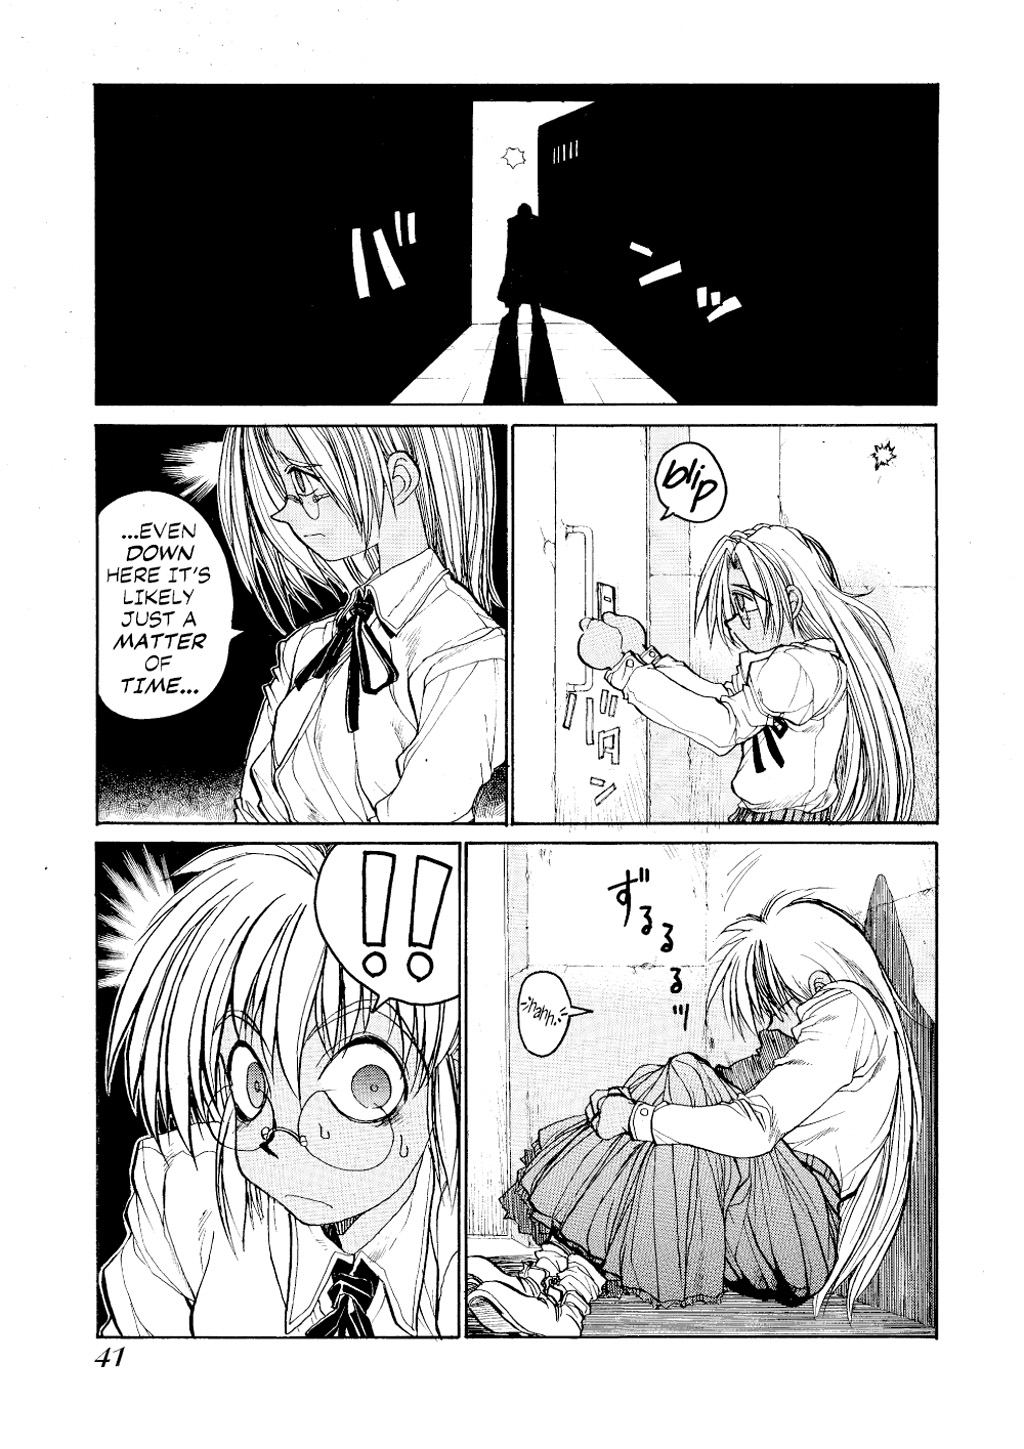 バンッ
blip
バタン
...EVEN
DOWN
HERE IT'S
LIKELY
JUST A
MATTER
OF
TIME...
ずるるるッ
hahh.
!!
41